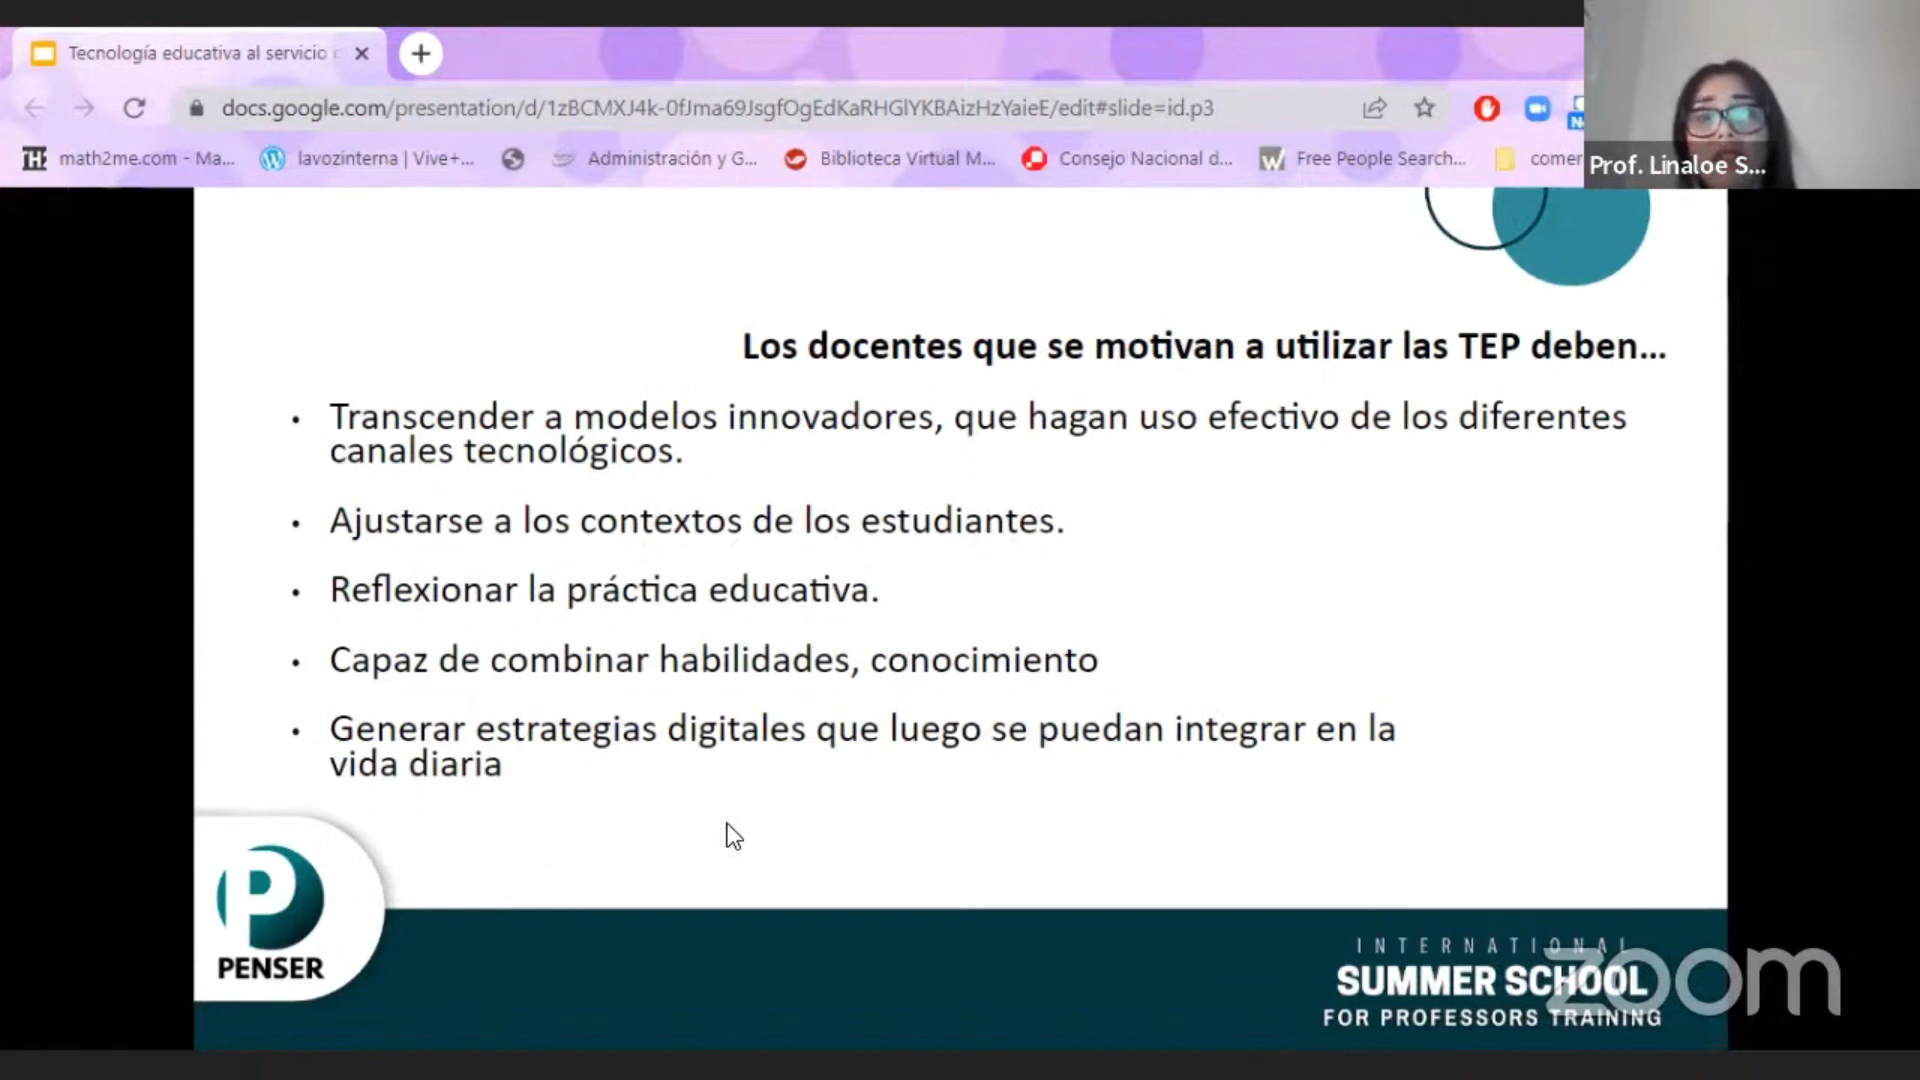 Tecnología educativa al servicio
docs.google.com/presentation/d/1zBCMXJ4k-0fJma69JsgfOgEdKaRHGlYKBAizHzYaieE/edit#slide=id.p3
math2me.com - Ma...
lavozinterna | Vive+...
Administración y G...
Biblioteca Virtual M...
Consejo Nacional d...
Free People Search...
comer
Prof. Linaloe S...
Los docentes que se motivan a utilizar las TEP deben...
• Transcender a modelos innovadores, que hagan uso efectivo de los diferentes
canales tecnológicos.
• Ajustarse a los contextos de los estudiantes.
• Reflexionar la práctica educativa.
• Capaz de combinar habilidades, conocimiento
• Generar estrategias digitales que luego se puedan integrar en la
vida diaria
P
PENSER
INTERNATIONAL
SUMMER SCHOOL
FOR PROFESSORS TRAINING
zoom